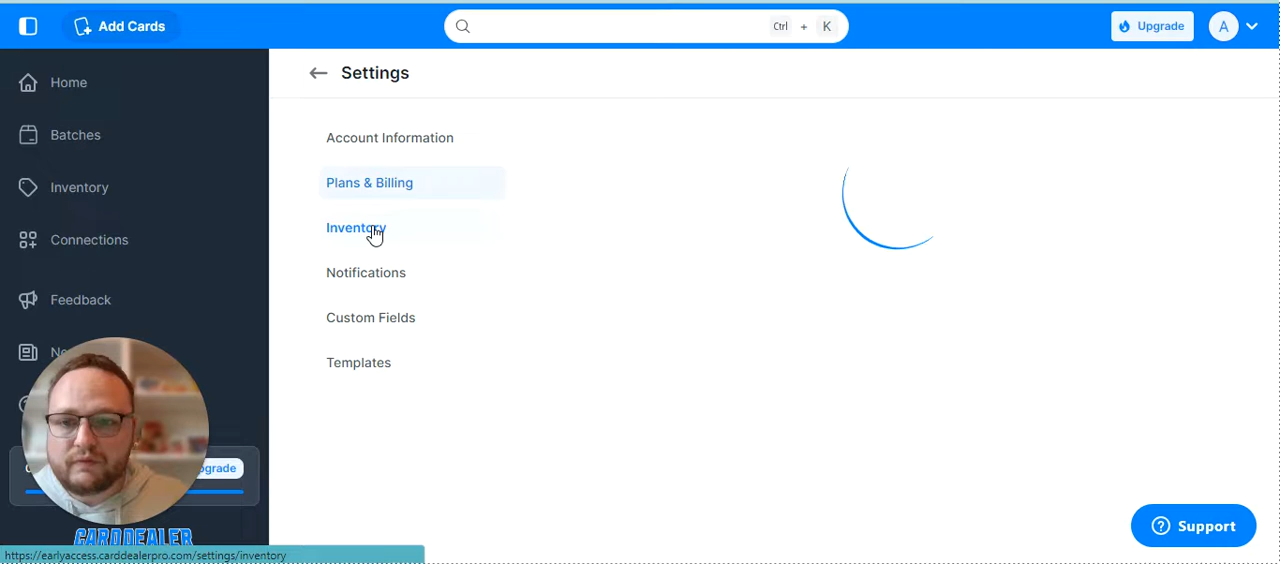 Add Cards
Ctrl + K
Upgrade
A
Home
Batches
Inventory
Connections
Feedback
Settings
Account Information
Plans & Billing
Inventory
Notifications
Custom Fields
Templates
CARDDEALER
Support
https://earlyaccess.carddealerpro.com/settings/inventory